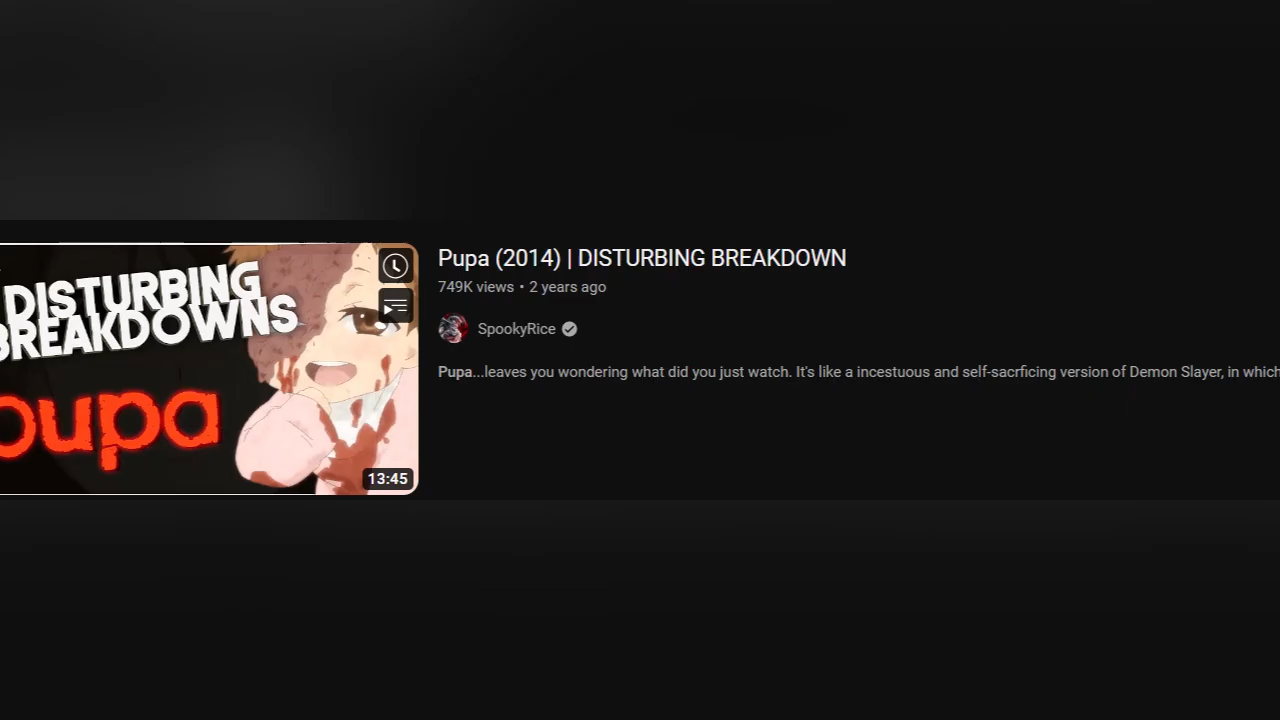 DISTURBING
BREAKDOWNS
pupa
13:45
Pupa (2014) | DISTURBING BREAKDOWN
749K views • 2 years ago
SpookyRice
Pupa...leaves you wondering what did you just watch. It's like a incestuous and self-sacrficing version of Demon Slayer, in which